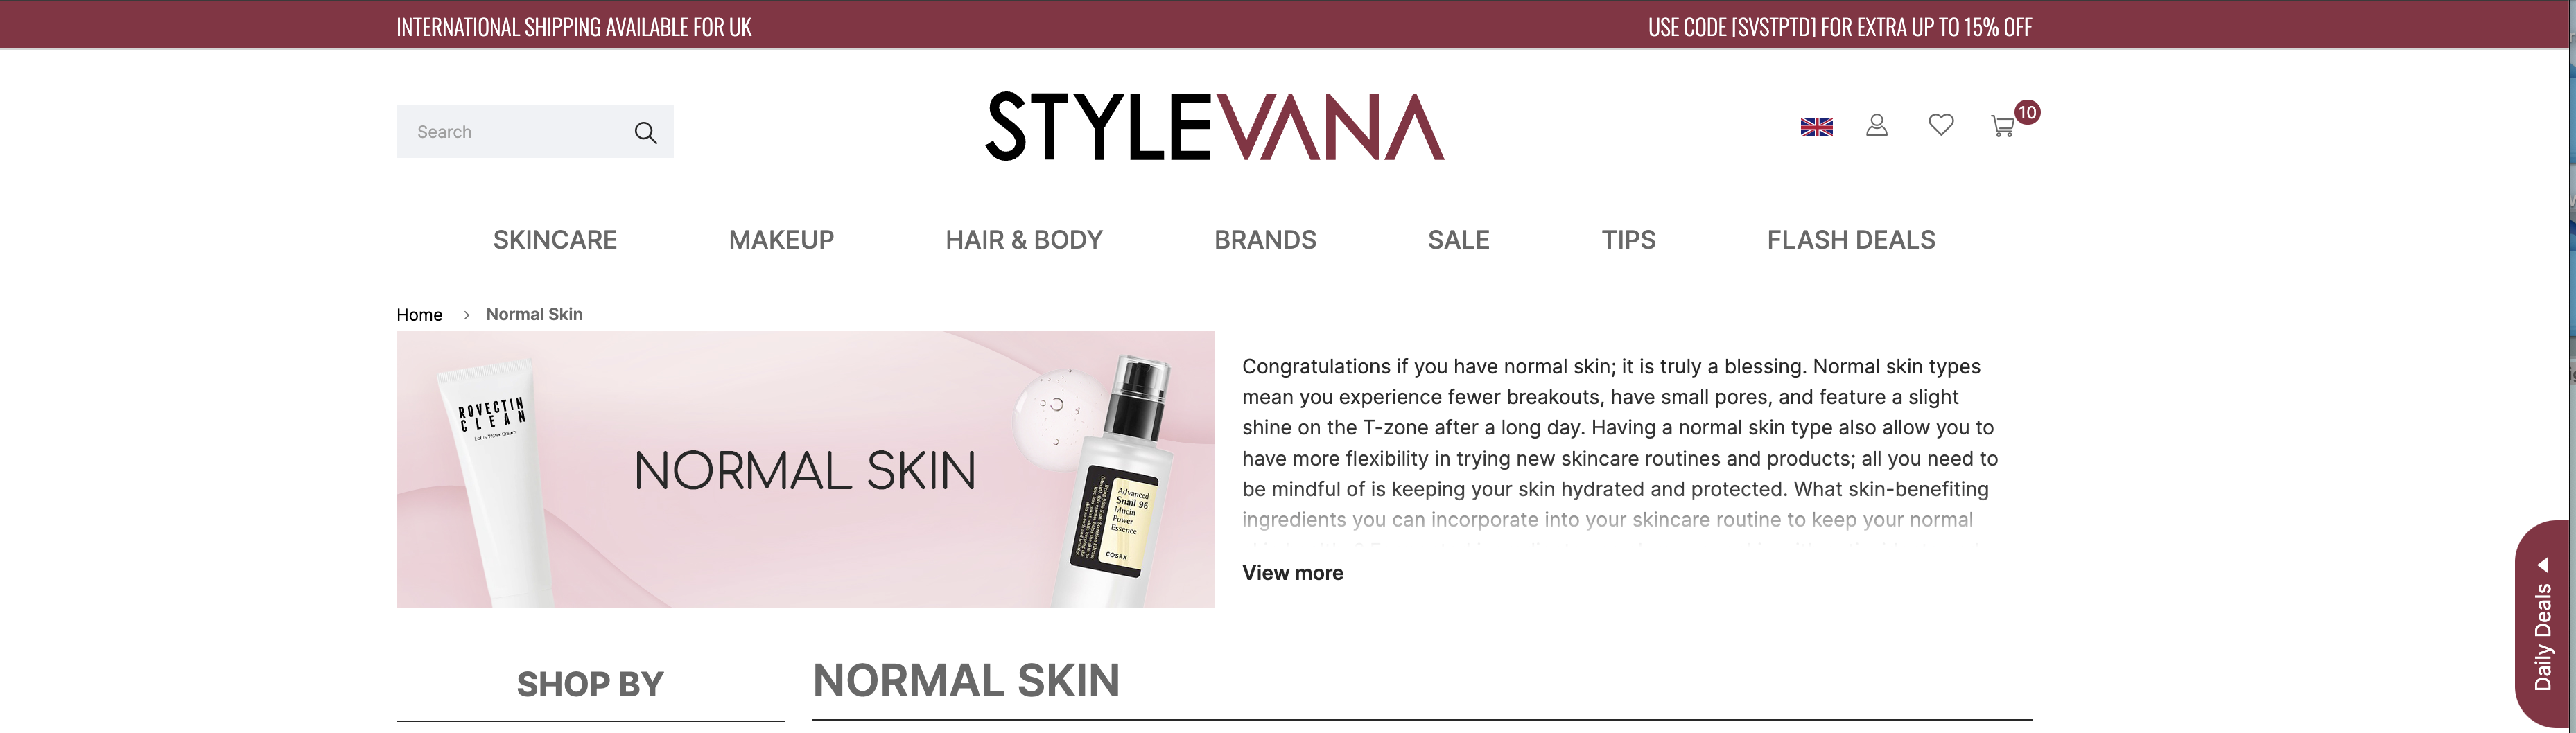 INTERNATIONAL SHIPPING AVAILABLE FOR UK
USE CODE [SVSTPTD] FOR EXTRA UP TO 15% OFF
Search
STYLEVANA
10
SKINCARE
MAKEUP
HAIR & BODY
BRANDS
SALE
TIPS
FLASH DEALS
Home > Normal Skin
ROVECTIN
CLEAN
Lotus Water Cream
NORMAL SKIN
Advanced
Snail 96
Mucin
Power
Essence
COSRX
Congratulations if you have normal skin; it is truly a blessing. Normal skin types
mean you experience fewer breakouts, have small pores, and feature a slight
shine on the T-zone after a long day. Having a normal skin type also allow you to
have more flexibility in trying new skincare routines and products; all you need to
be mindful of is keeping your skin hydrated and protected. What skin-benefiting
ingredients you can incorporate into your skincare routine to keep your normal
View more
Daily Deals
SHOP BY
NORMAL SKIN